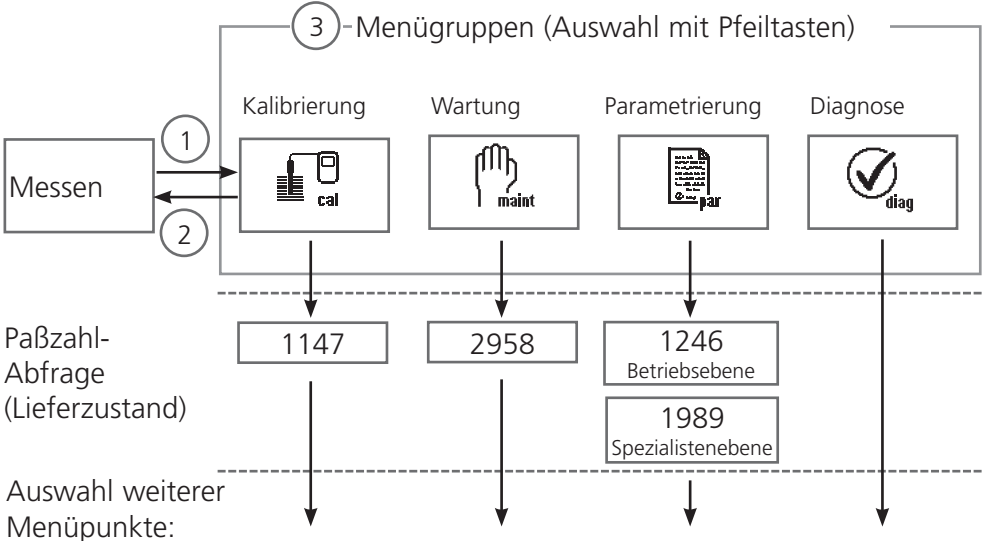 3 Menügruppen (Auswahl mit Pfeiltasten)
Kalibrierung Wartung Parametrierung Diagnose
1
Messen
cal maint par diag
2
Paßzahl-
Abfrage
(Lieferzustand)
1147 2958 1246
Betriebsebene
1989
Spezialistenebene
Auswahl weiterer
Menüpunkte: